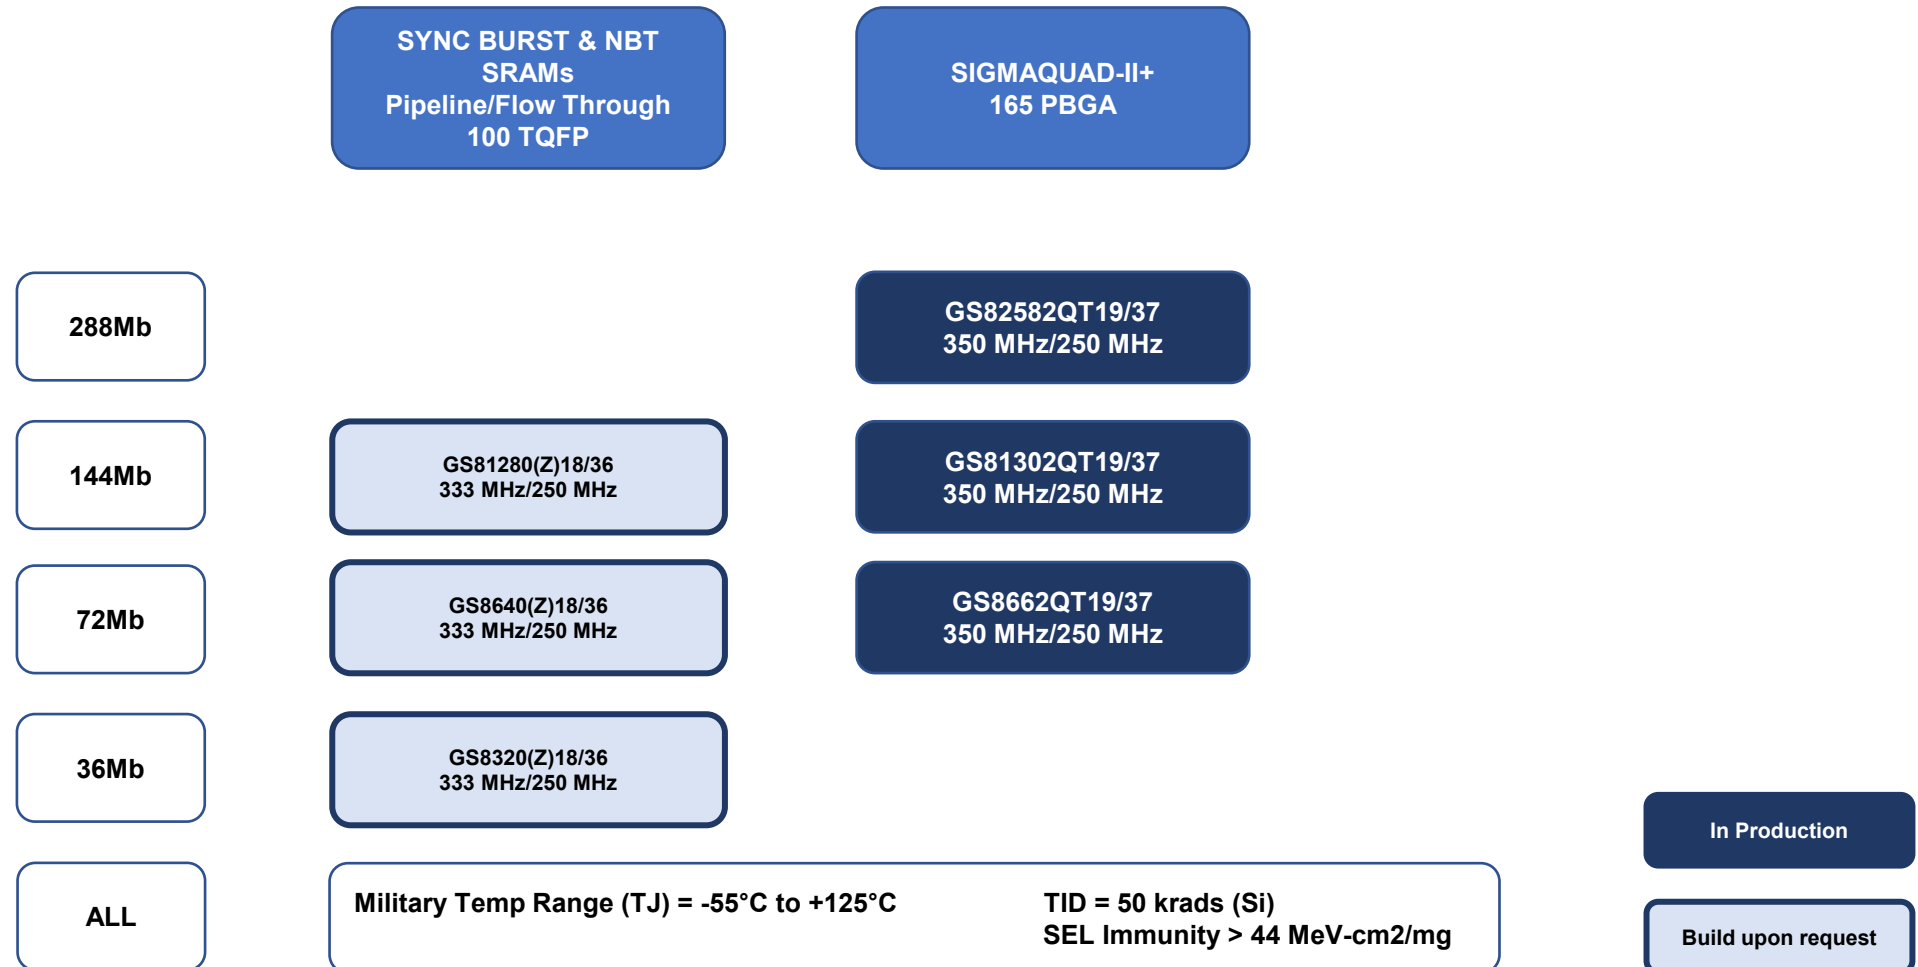 SYNC BURST & NBT
SRAMs
Pipeline/Flow Through
100 TQFP
SIGMAQUAD-II+
165 PBGA
288Mb
GS82582QT19/37
350 MHz/250 MHz
144Mb
GS81280(Z)18/36
333 MHz/250 MHz
GS81302QT19/37
350 MHz/250 MHz
72Mb
GS8640(Z)18/36
333 MHz/250 MHz
GS8662QT19/37
350 MHz/250 MHz
36Mb
GS8320(Z)18/36
333 MHz/250 MHz
In Production
ALL
Military Temp Range (TJ) = -55°C to +125°C
TID = 50 krads (Si)
SEL Immunity > 44 MeV-cm2/mg
Build upon request